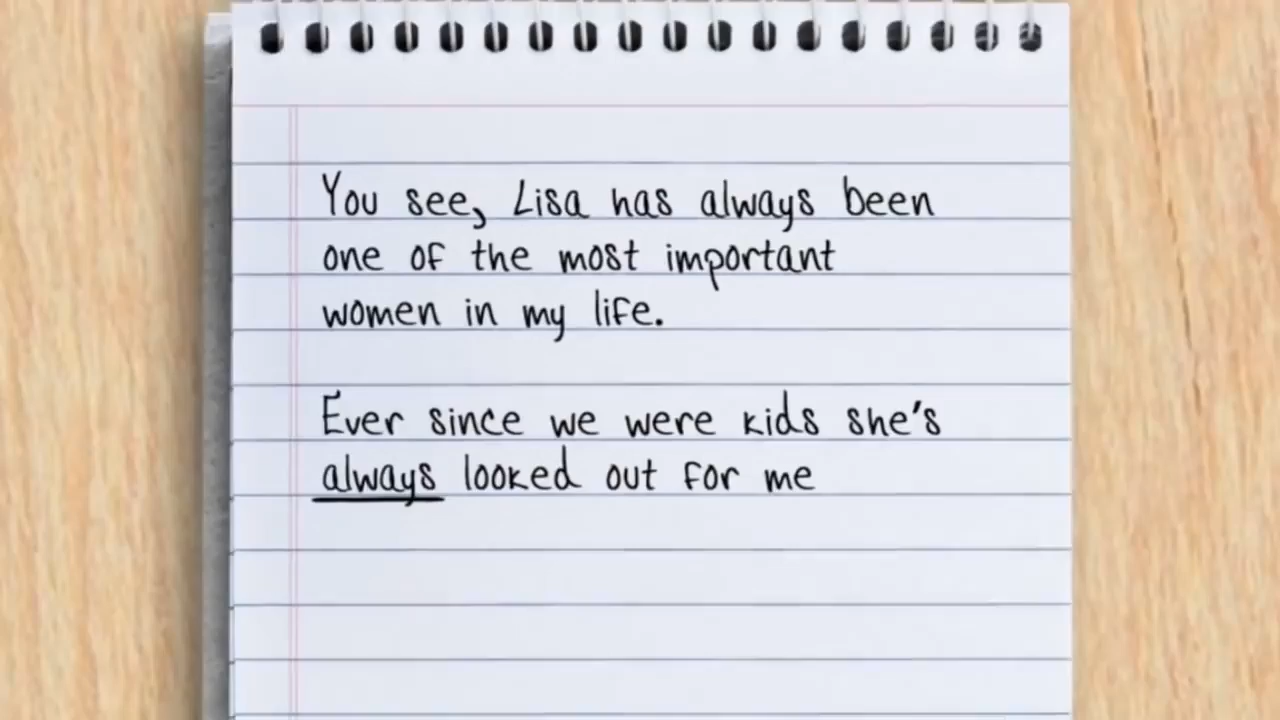 You see, Lisa has always been
one of the most important
women in my life.
Ever since we were kids she's
always looked out for me